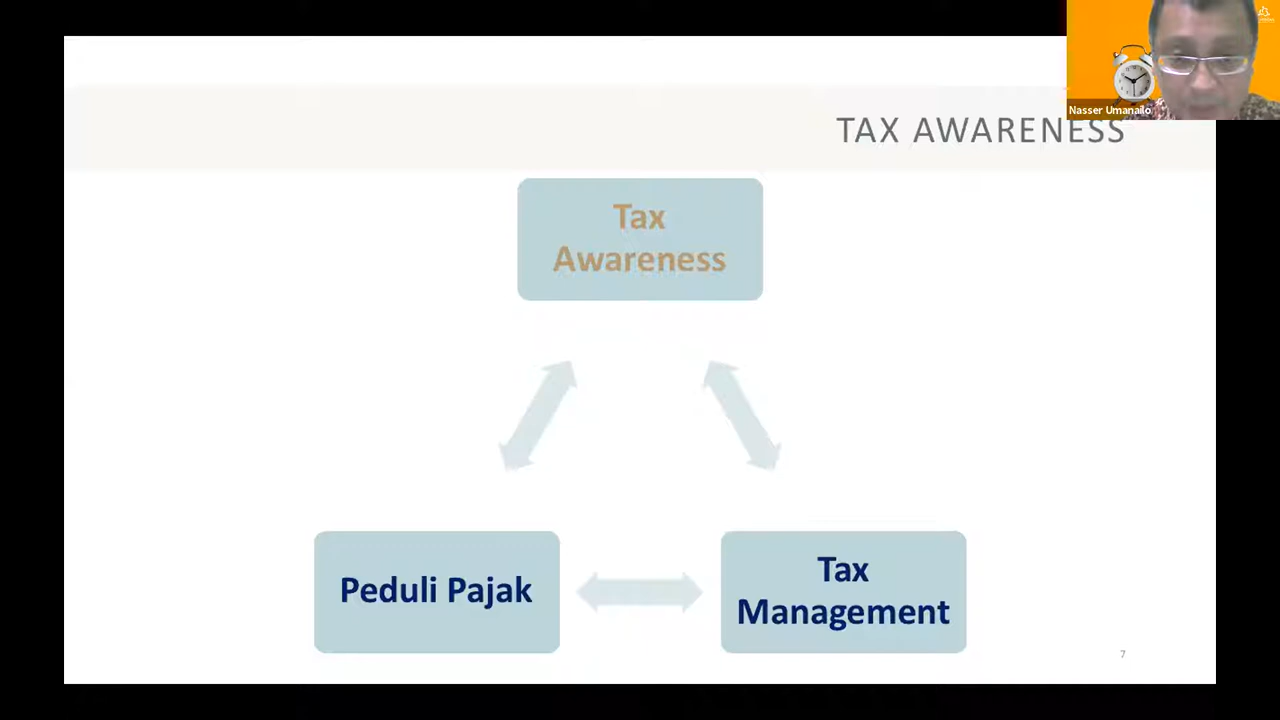 Nasser Umanailo
TAX AWARENESS
Tax
Awareness
Peduli Pajak
Tax
Management
7